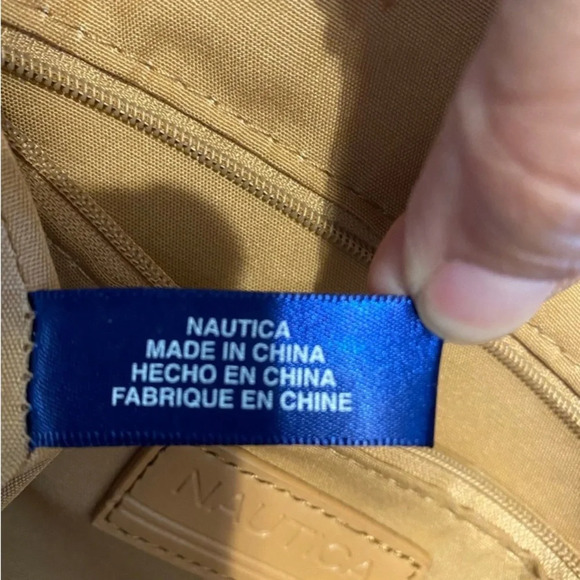 NAUTICA
MADE IN CHINA
HECHO EN CHINA
FABRIQUE EN CHINE
NAUTICA